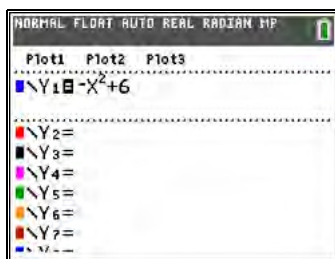 NORMAL FLOAT AUTO REAL RADIAN MP
Plot1 Plot2 Plot3
\Y₁=-X²+6
\Y₂=
\Y₃=
\Y₄=
\Y₅=
\Y₆=
\Y₇=